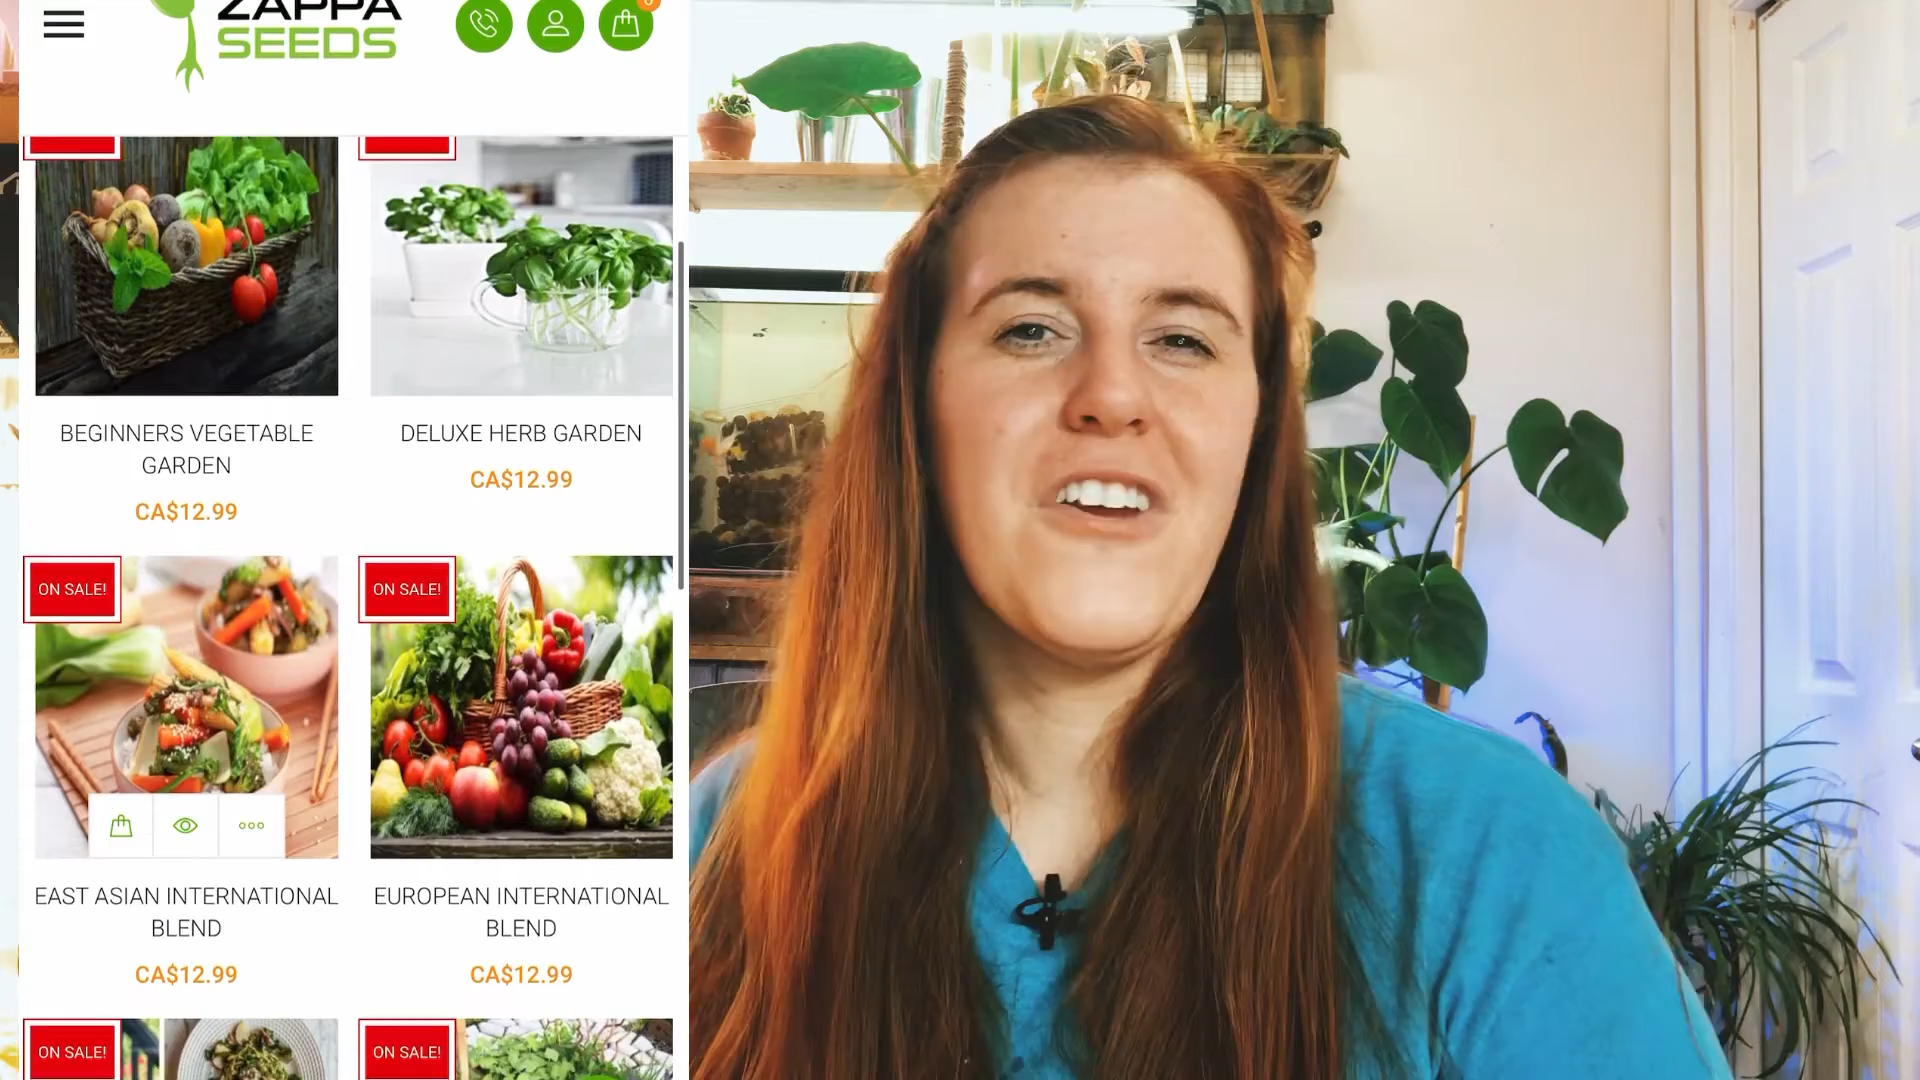 ZAPPA
SEEDS
BEGINNERS VEGETABLE
GARDEN
CA$12.99
DELUXE HERB GARDEN
CA$12.99
ON SALE!
ON SALE!
EAST ASIAN INTERNATIONAL
BLEND
CA$12.99
EUROPEAN INTERNATIONAL
BLEND
CA$12.99
ON SALE!
ON SALE!